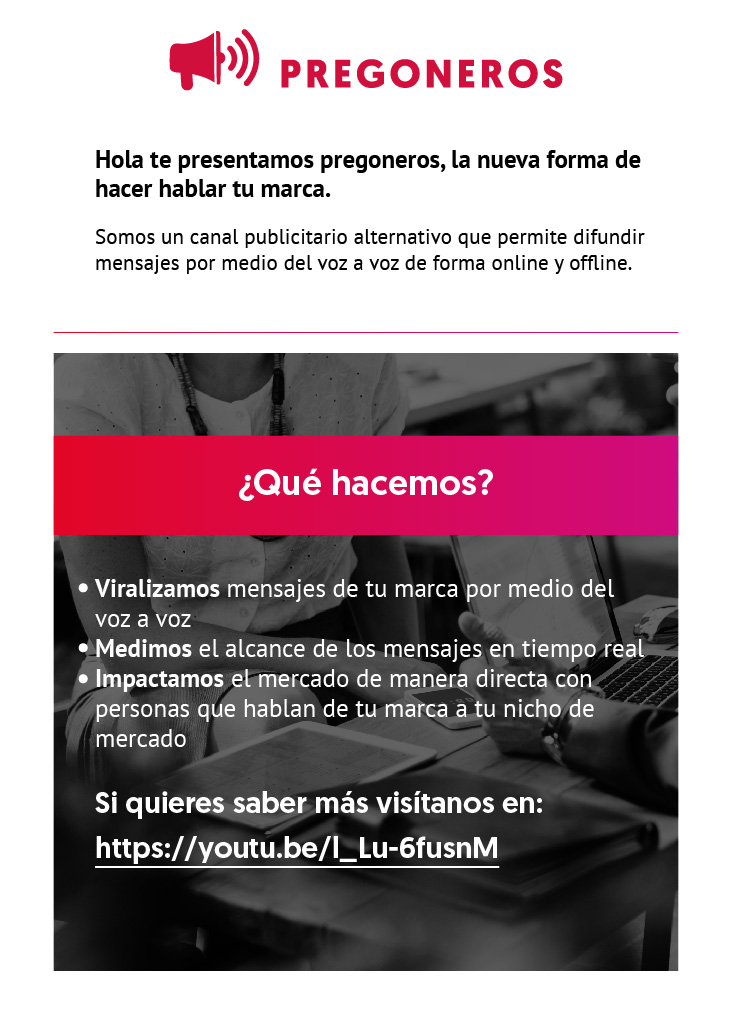 PREGONEROS
Hola te presentamos pregoneros, la nueva forma de
hacer hablar tu marca.
Somos un canal publicitario alternativo que permite difundir
mensajes por medio del voz a voz de forma online y offline.
¿Qué hacemos?
• Viralizamos mensajes de tu marca por medio del
voz a voz
• Medimos el alcance de los mensajes en tiempo real
• Impactamos el mercado de manera directa con
personas que hablan de tu marca a tu nicho de
mercado
Si quieres saber más visítanos en:
https://youtu.be/l_Lu-6fusnM